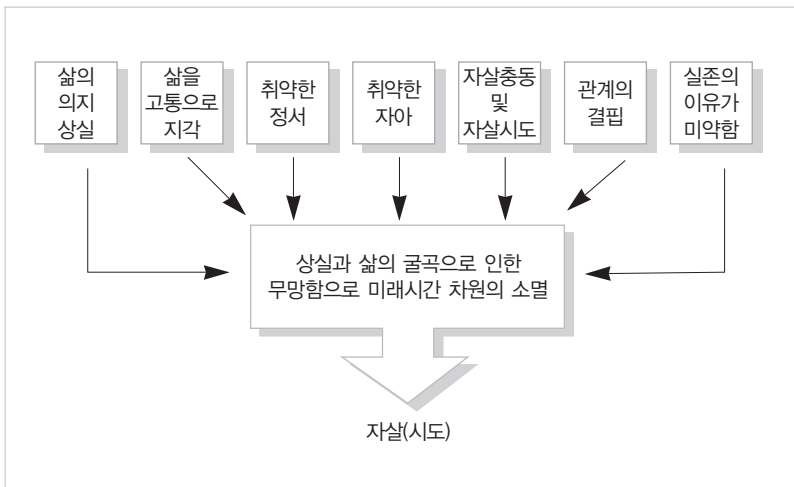 삶의
의지
상실
삶을
고통으로
지각
취약한
정서
취약한
자아
자살충동
및
자살시도
관계의
결핍
실존의
이유가
미약함
상실과 삶의 굴곡으로 인한
무망함으로 미래시간 차원의 소멸
자살(시도)